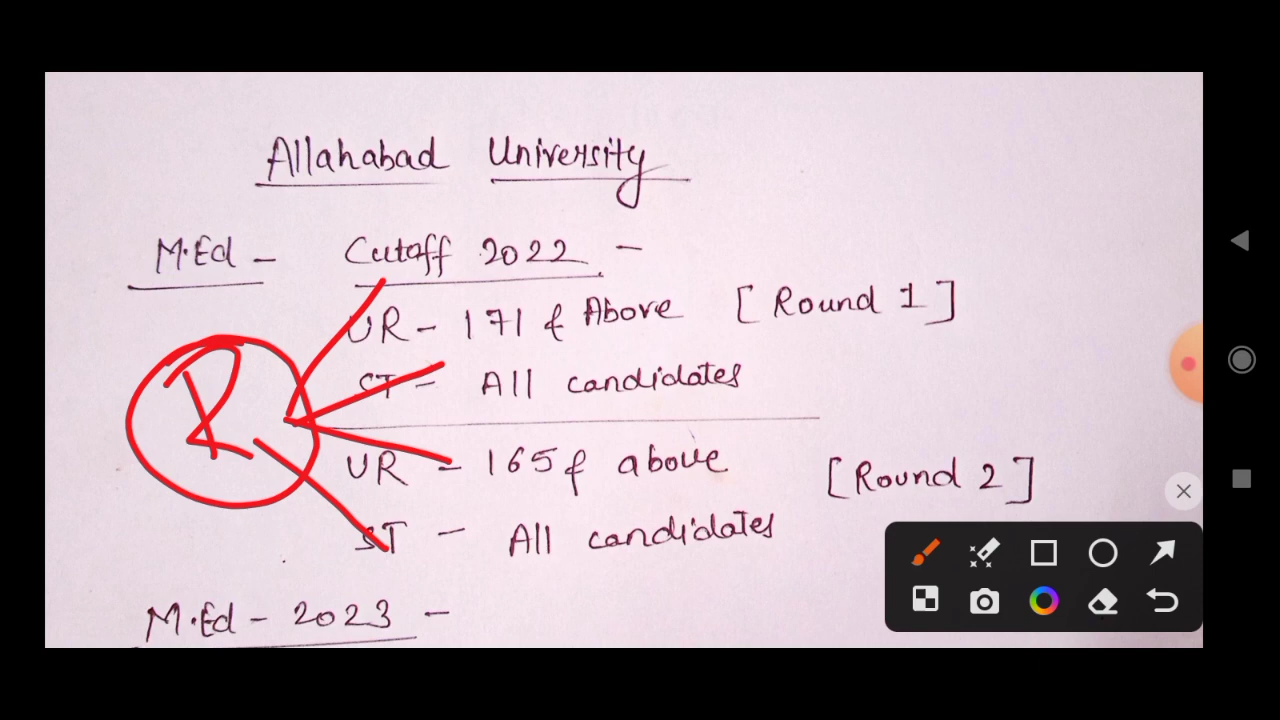 Allahabad University
M.Ed - Cutoff 2022 -
UR - 171 & Above [Round 1]
ST - All candidates
UR - 165 & above [Round 2]
ST - All candidates
M.Ed - 2023 -
R